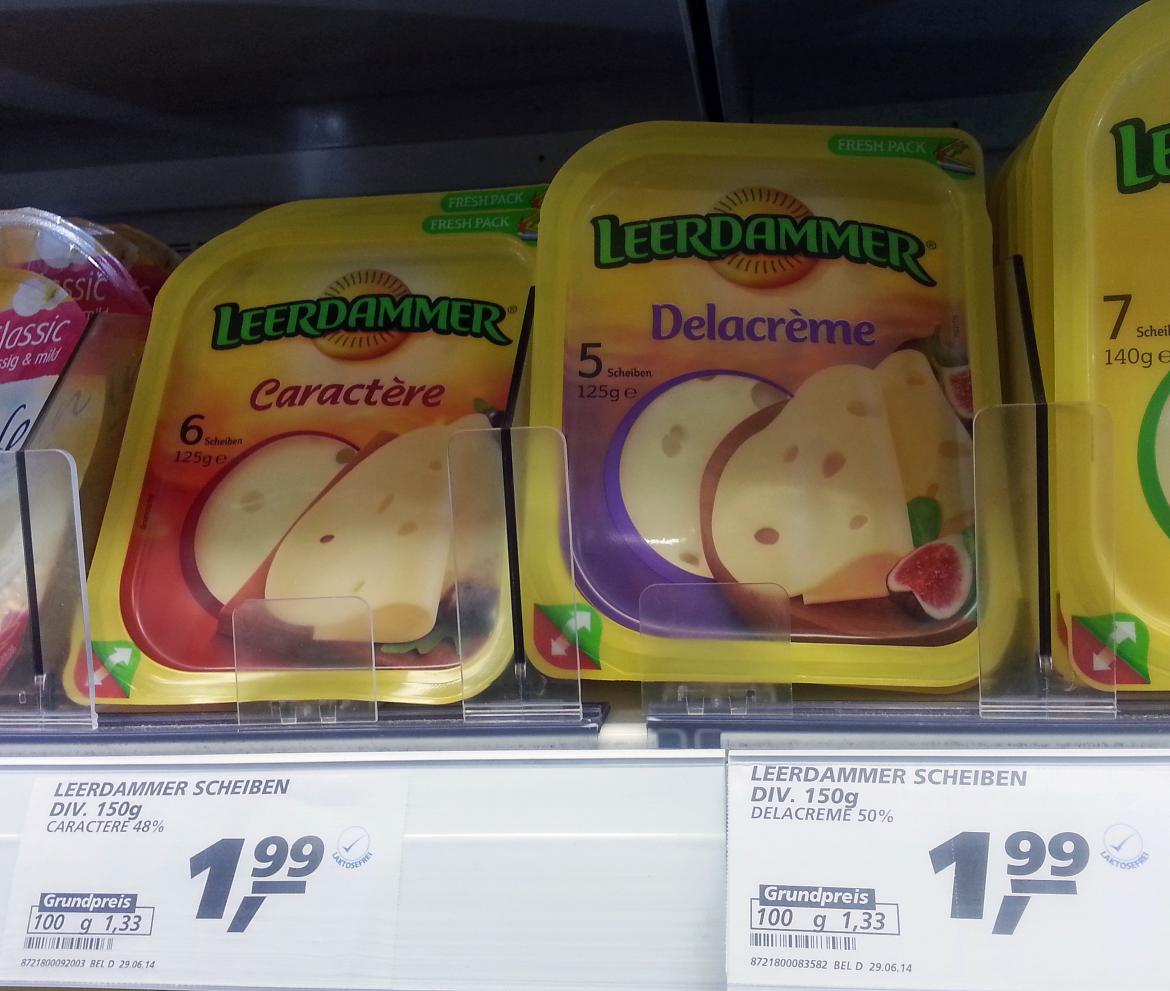 ssic
lassic
ssig & mild
FRESH PACK
FRESH PACK
LEERDAMMER®
Caractère
6 Scheiben
125g e
FRESH PACK
LEERDAMMER®
Delacrème
5 Scheiben
125g e
LE
7 Schei
140g e
LEERDAMMER SCHEIBEN
DIV. 150g
CARACTERE 48%
1,99
LAKTOSEFREI
Grundpreis
100 g 1,33
8721800092003 BEL D 29.06.14
LEERDAMMER SCHEIBEN
DIV. 150g
DELACREME 50%
1,99
LAKTOSEFREI
Grundpreis
100 g 1,33
8721800083582 BEL D 29.06.14